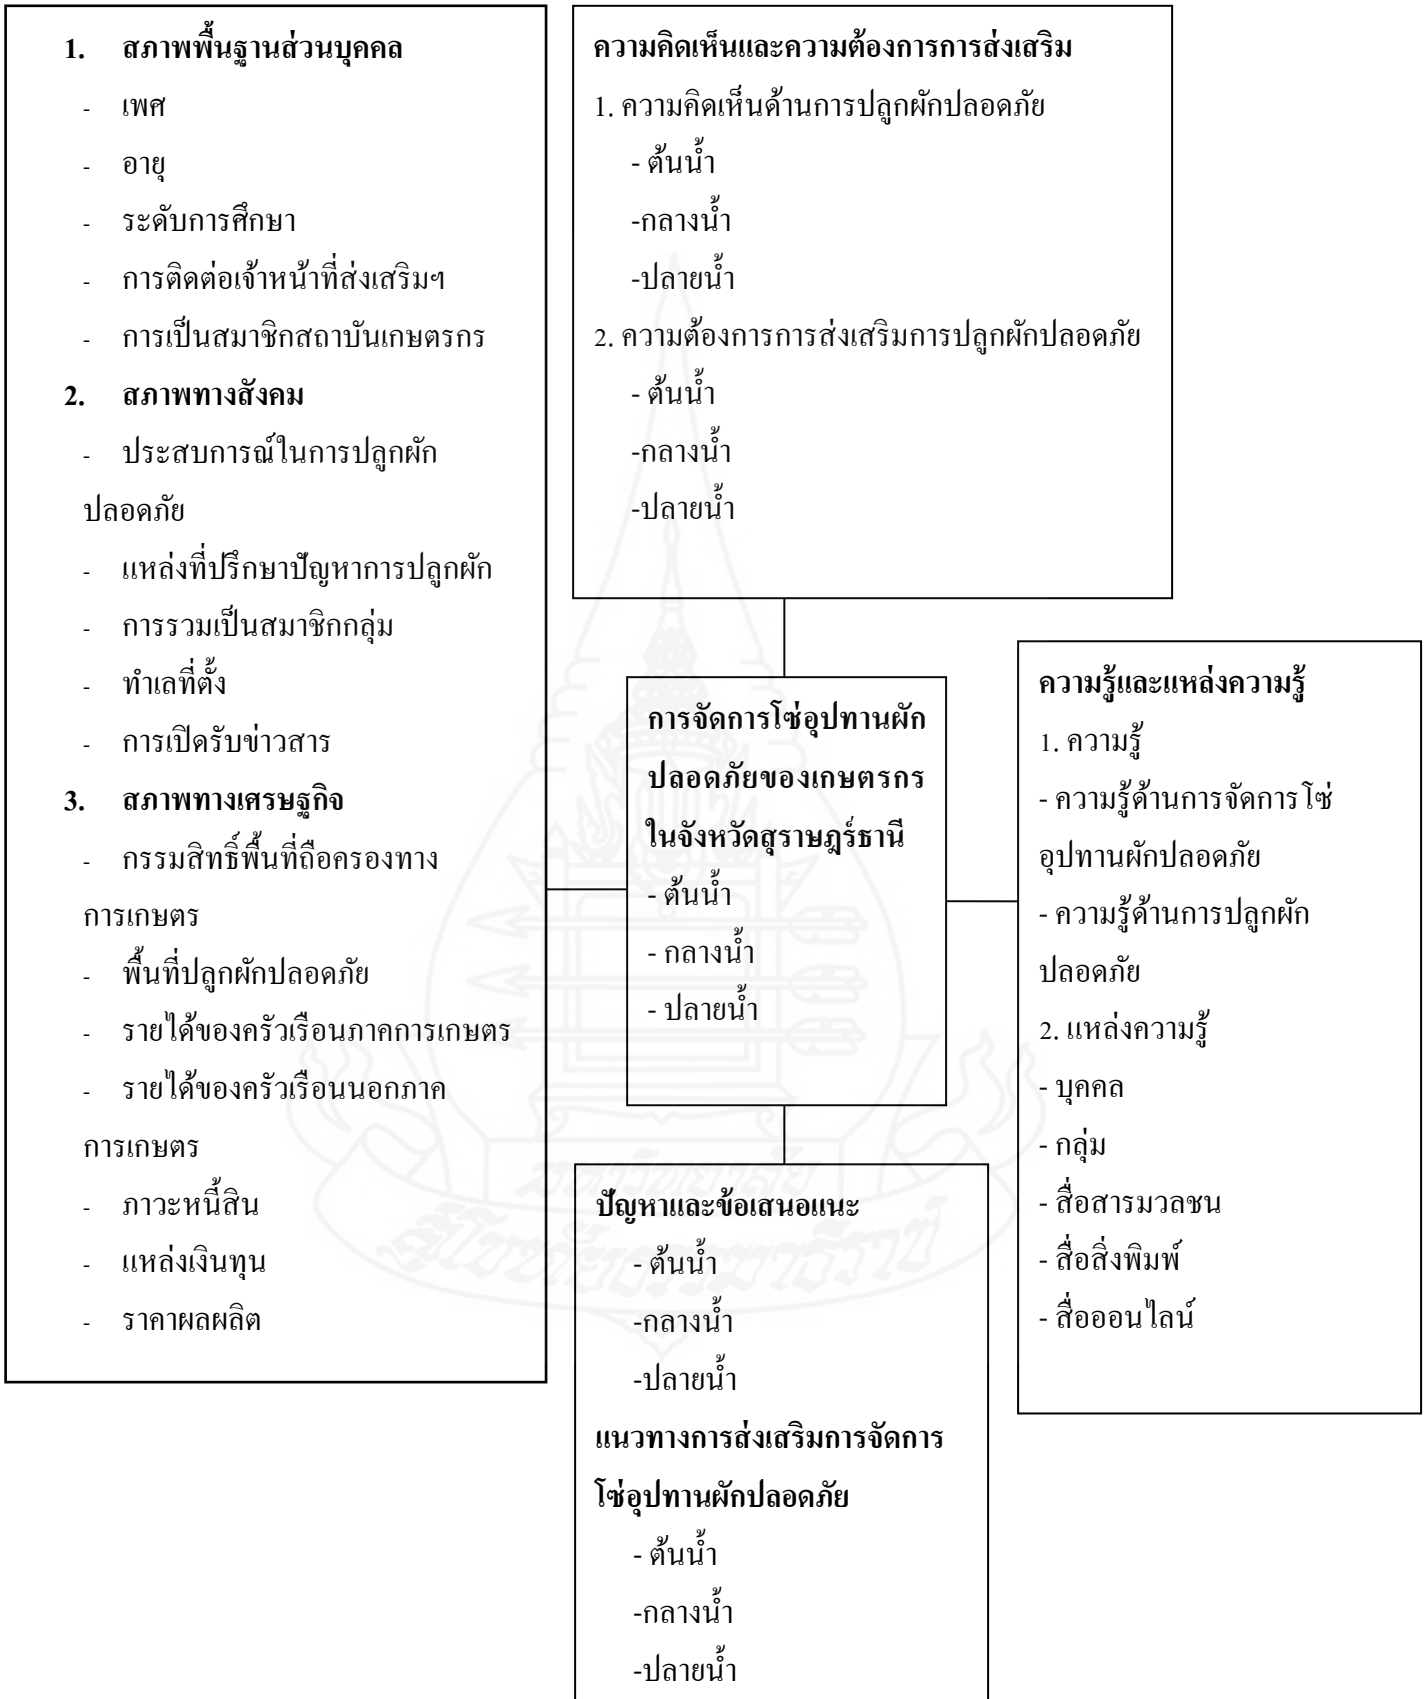 1. สภาพพื้นฐานส่วนบุคคล
- เพศ
- อายุ
- ระดับการศึกษา
- การติดต่อเจ้าหน้าที่ส่งเสริมฯ
- การเป็นสมาชิกสถาบันเกษตรกร
2. สภาพทางสังคม
- ประสบการณ์ในการปลูกผัก
ปลอดภัย
- แหล่งที่ปรึกษาปัญหาการปลูกผัก
- การรวมเป็นสมาชิกกลุ่ม
- ทำเลที่ตั้ง
- การเปิดรับข่าวสาร
3. สภาพทางเศรษฐกิจ
- กรรมสิทธิ์พื้นที่ถือครองทาง
การเกษตร
- พื้นที่ปลูกผักปลอดภัย
- รายได้ของครัวเรือนภาคการเกษตร
- รายได้ของครัวเรือนนอกภาค
การเกษตร
- ภาวะหนี้สิน
- แหล่งเงินทุน
- ราคาผลผลิต
ความคิดเห็นและความต้องการการส่งเสริม
1. ความคิดเห็นด้านการปลูกผักปลอดภัย
- ต้นน้ำ
-กลางน้ำ
-ปลายน้ำ
2. ความต้องการการส่งเสริมการปลูกผักปลอดภัย
- ต้นน้ำ
-กลางน้ำ
-ปลายน้ำ
การจัดการโซ่อุปทานผัก
ปลอดภัยของเกษตรกร
ในจังหวัดสุราษฎร์ธานี
- ต้นน้ำ
- กลางน้ำ
- ปลายน้ำ
ความรู้และแหล่งความรู้
1. ความรู้
- ความรู้ด้านการจัดการโซ่
อุปทานผักปลอดภัย
- ความรู้ด้านการปลูกผัก
ปลอดภัย
2. แหล่งความรู้
- บุคคล
- กลุ่ม
- สื่อสารมวลชน
- สื่อสิ่งพิมพ์
- สื่อออนไลน์
ปัญหาและข้อเสนอแนะ
- ต้นน้ำ
-กลางน้ำ
-ปลายน้ำ
แนวทางการส่งเสริมการจัดการ
โซ่อุปทานผักปลอดภัย
- ต้นน้ำ
-กลางน้ำ
-ปลายน้ำ
มหาวิทยาลัย
สุโขทัยธรรมาธิราช